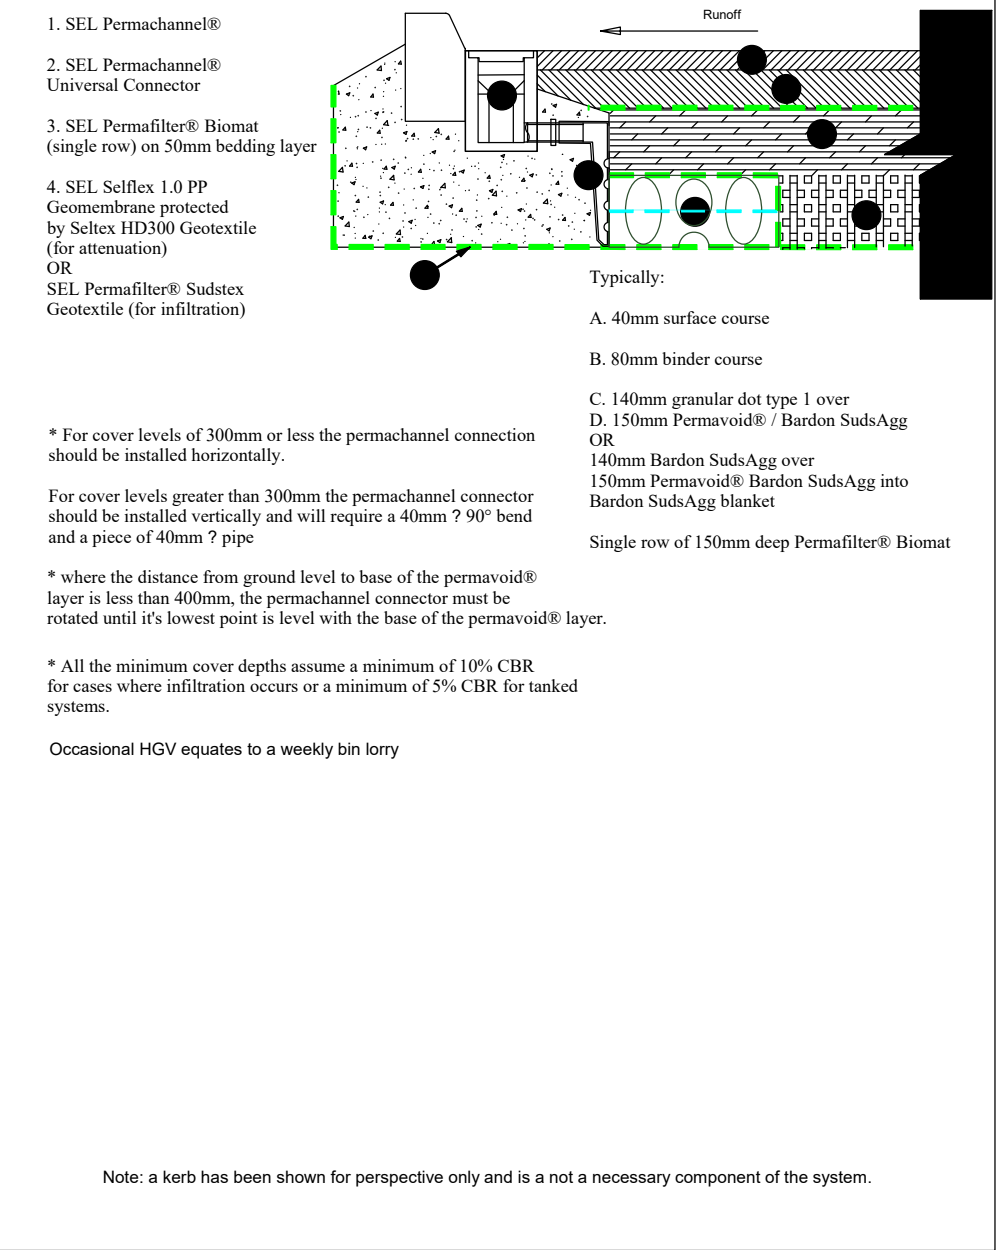 Runoff
1. SEL Permachannel®
2. SEL Permachannel®
Universal Connector
3. SEL Permafilter® Biomat
(single row) on 50mm bedding layer
4. SEL Selflex 1.0 PP
Geomembrane protected
by Seltex HD300 Geotextile
(for attenuation)
OR
SEL Permafilter® Sudstex
Geotextile (for infiltration)
Typically:
A. 40mm surface course
B. 80mm binder course
C. 140mm granular dot type 1 over
D. 150mm Permavoid® / Bardon SudsAgg
OR
140mm Bardon SudsAgg over
150mm Permavoid® Bardon SudsAgg into
Bardon SudsAgg blanket
Single row of 150mm deep Permafilter® Biomat
* For cover levels of 300mm or less the permachannel connection
should be installed horizontally.
For cover levels greater than 300mm the permachannel connector
should be installed vertically and will require a 40mm ? 90° bend
and a piece of 40mm ? pipe
* where the distance from ground level to base of the permavoid®
layer is less than 400mm, the permachannel connector must be
rotated until it's lowest point is level with the base of the permavoid® layer.
* All the minimum cover depths assume a minimum of 10% CBR
for cases where infiltration occurs or a minimum of 5% CBR for tanked
systems.
Occasional HGV equates to a weekly bin lorry
Note: a kerb has been shown for perspective only and is a not a necessary component of the system.